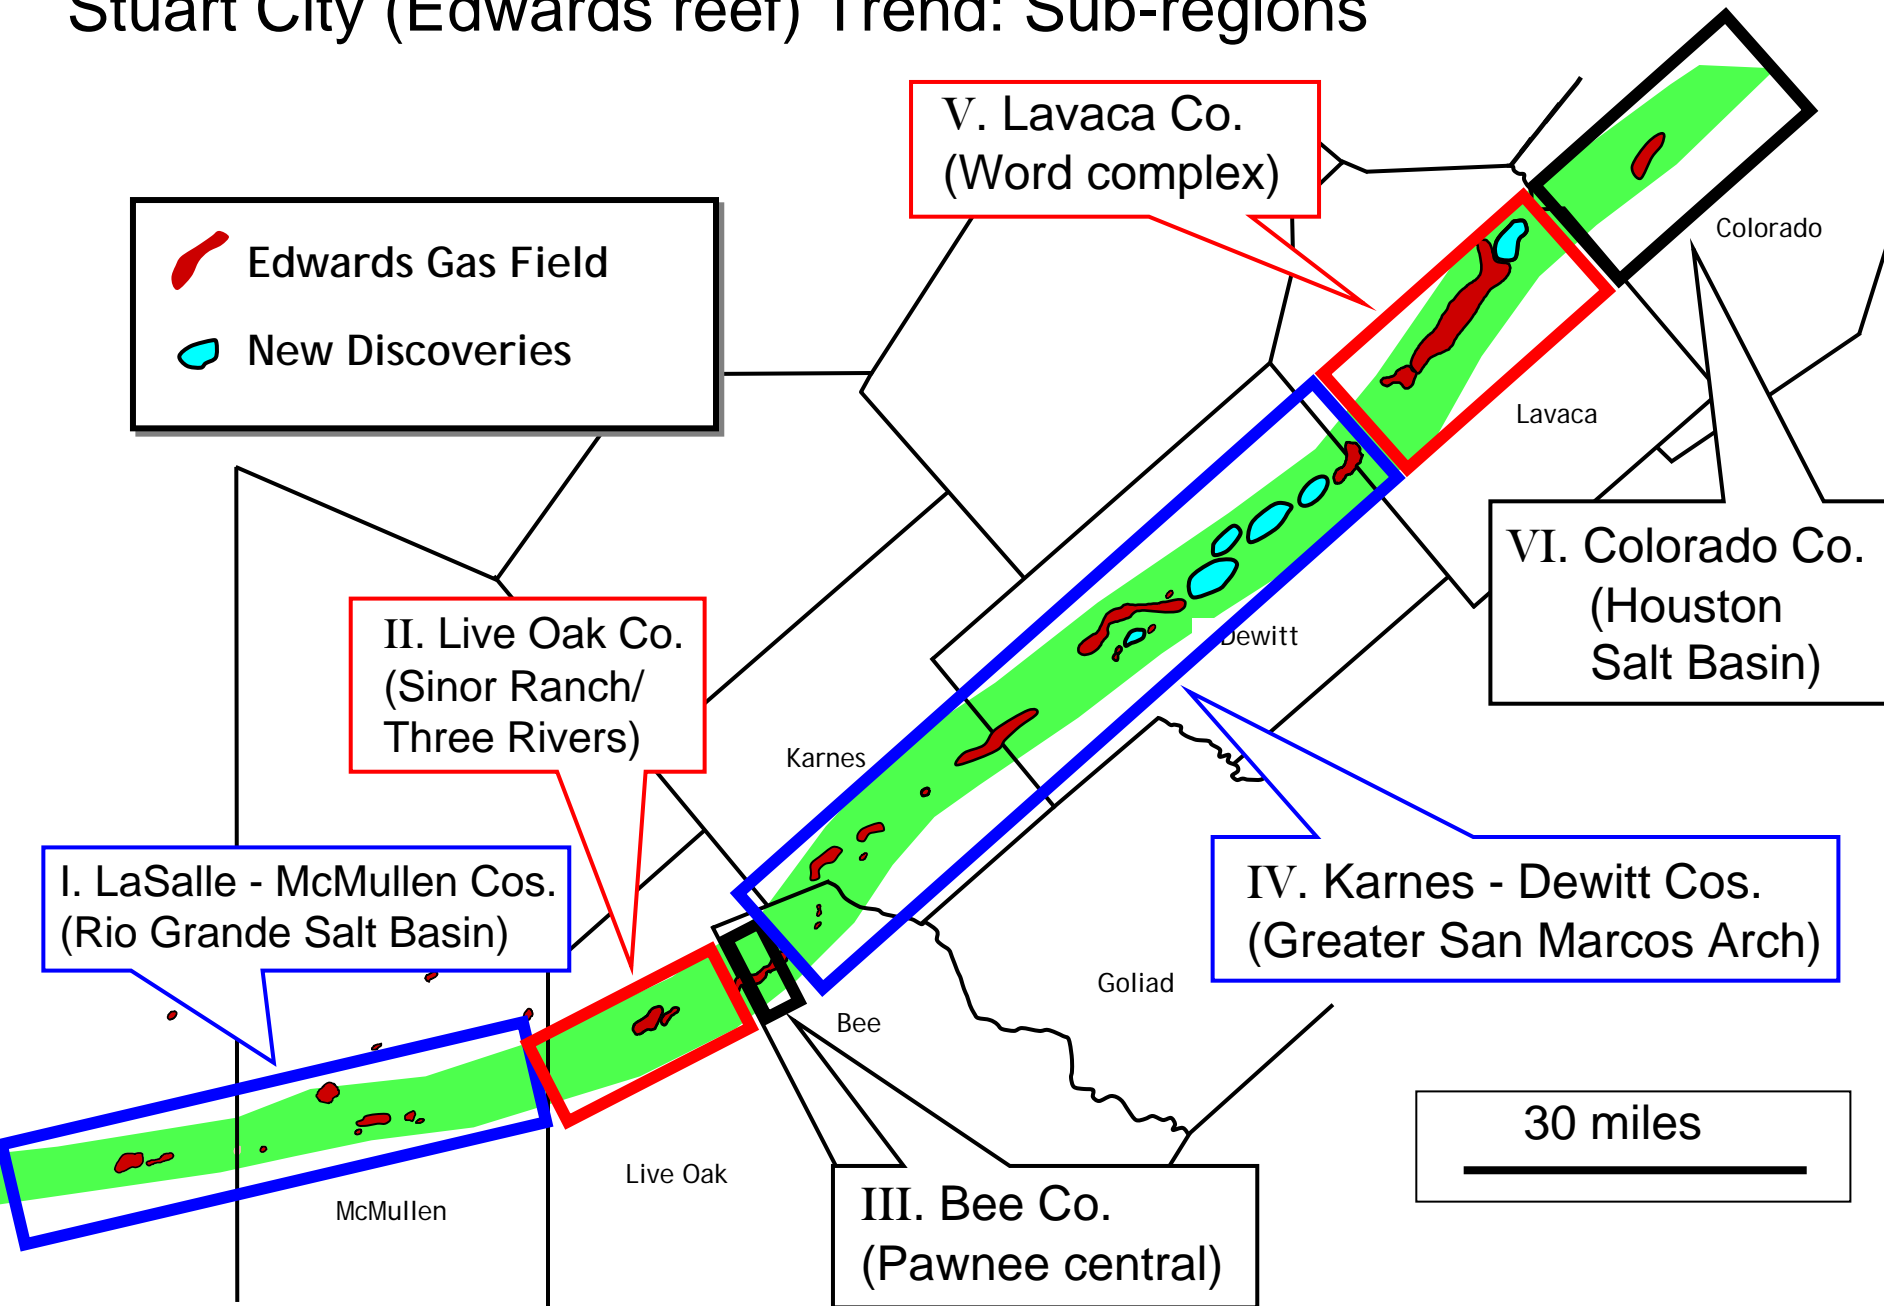 Stuart City (Edwards reef) Trend: Sub-regions
V. Lavaca Co.
(Word complex)
Edwards Gas Field
New Discoveries
Colorado
Lavaca
VI. Colorado Co.
(Houston
Salt Basin)
II. Live Oak Co.
(Sinor Ranch/
Three Rivers)
Dewitt
Karnes
I. LaSalle - McMullen Cos.
(Rio Grande Salt Basin)
IV. Karnes - Dewitt Cos.
(Greater San Marcos Arch)
Goliad
Bee
30 miles
Live Oak
McMullen
III. Bee Co.
(Pawnee central)